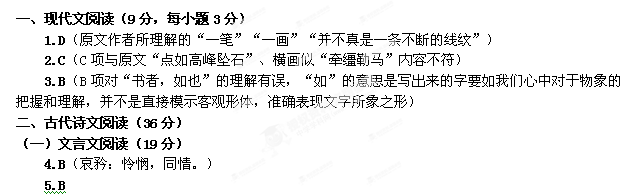 一、现代文阅读（9分，每小题3分）
1.D（原文作者所理解的“一笔”“一画”“并不真是一条不断的线纹”）
2.C（C项与原文“点如高峰坠石”、横画似“牵缰勒马”内容不符）
3.B（B项对“书者，如也”的理解有误，“如”的意思是写出来的字要如我们心中对于物象的
把握和理解，并不是直接模示客观形体，准确表现文字所象之形）
二、古代诗文阅读（36分）
（一）文言文阅读（19分）
4.B（哀矜：怜悯，同情。）
5.B